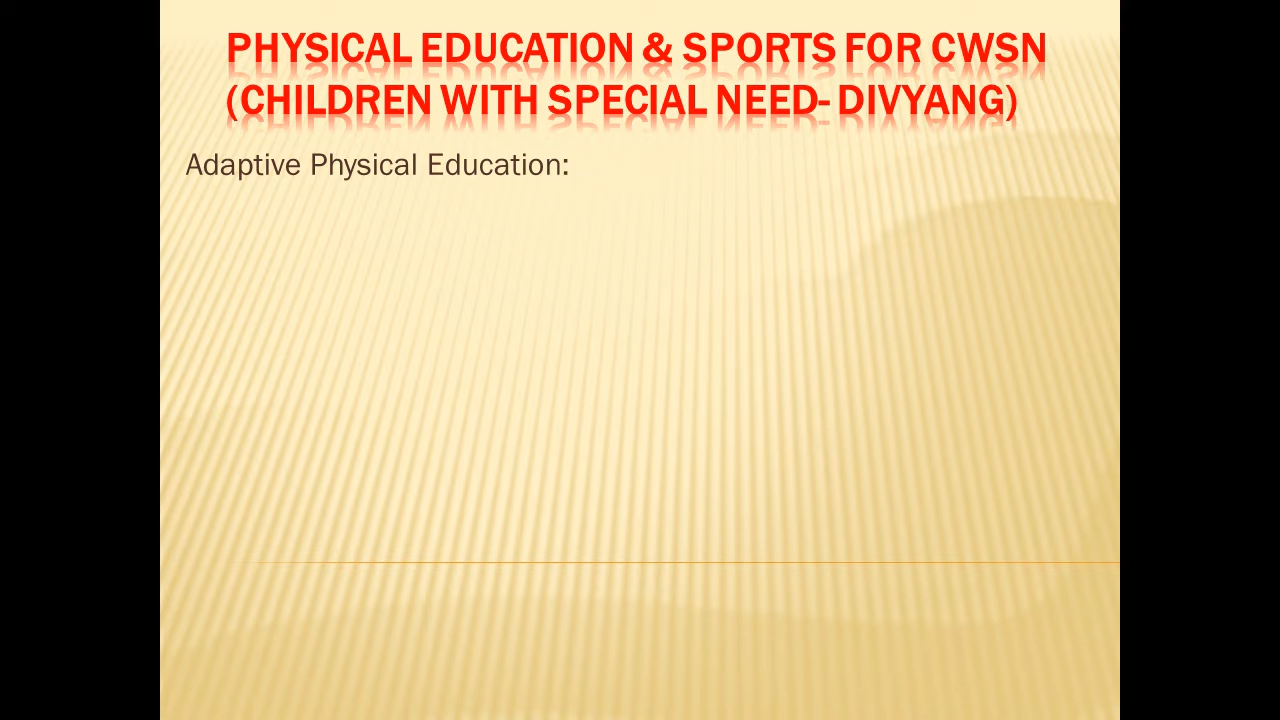 PHYSICAL EDUCATION & SPORTS FOR CWSN
(CHILDREN WITH SPECIAL NEED- DIVYANG)
Adaptive Physical Education: